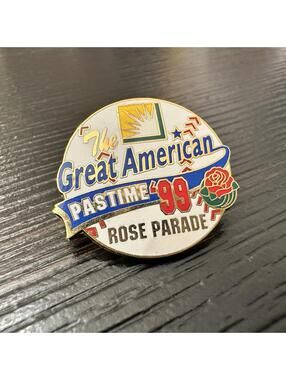 The
Great American
PASTIME '99
ROSE PARADE